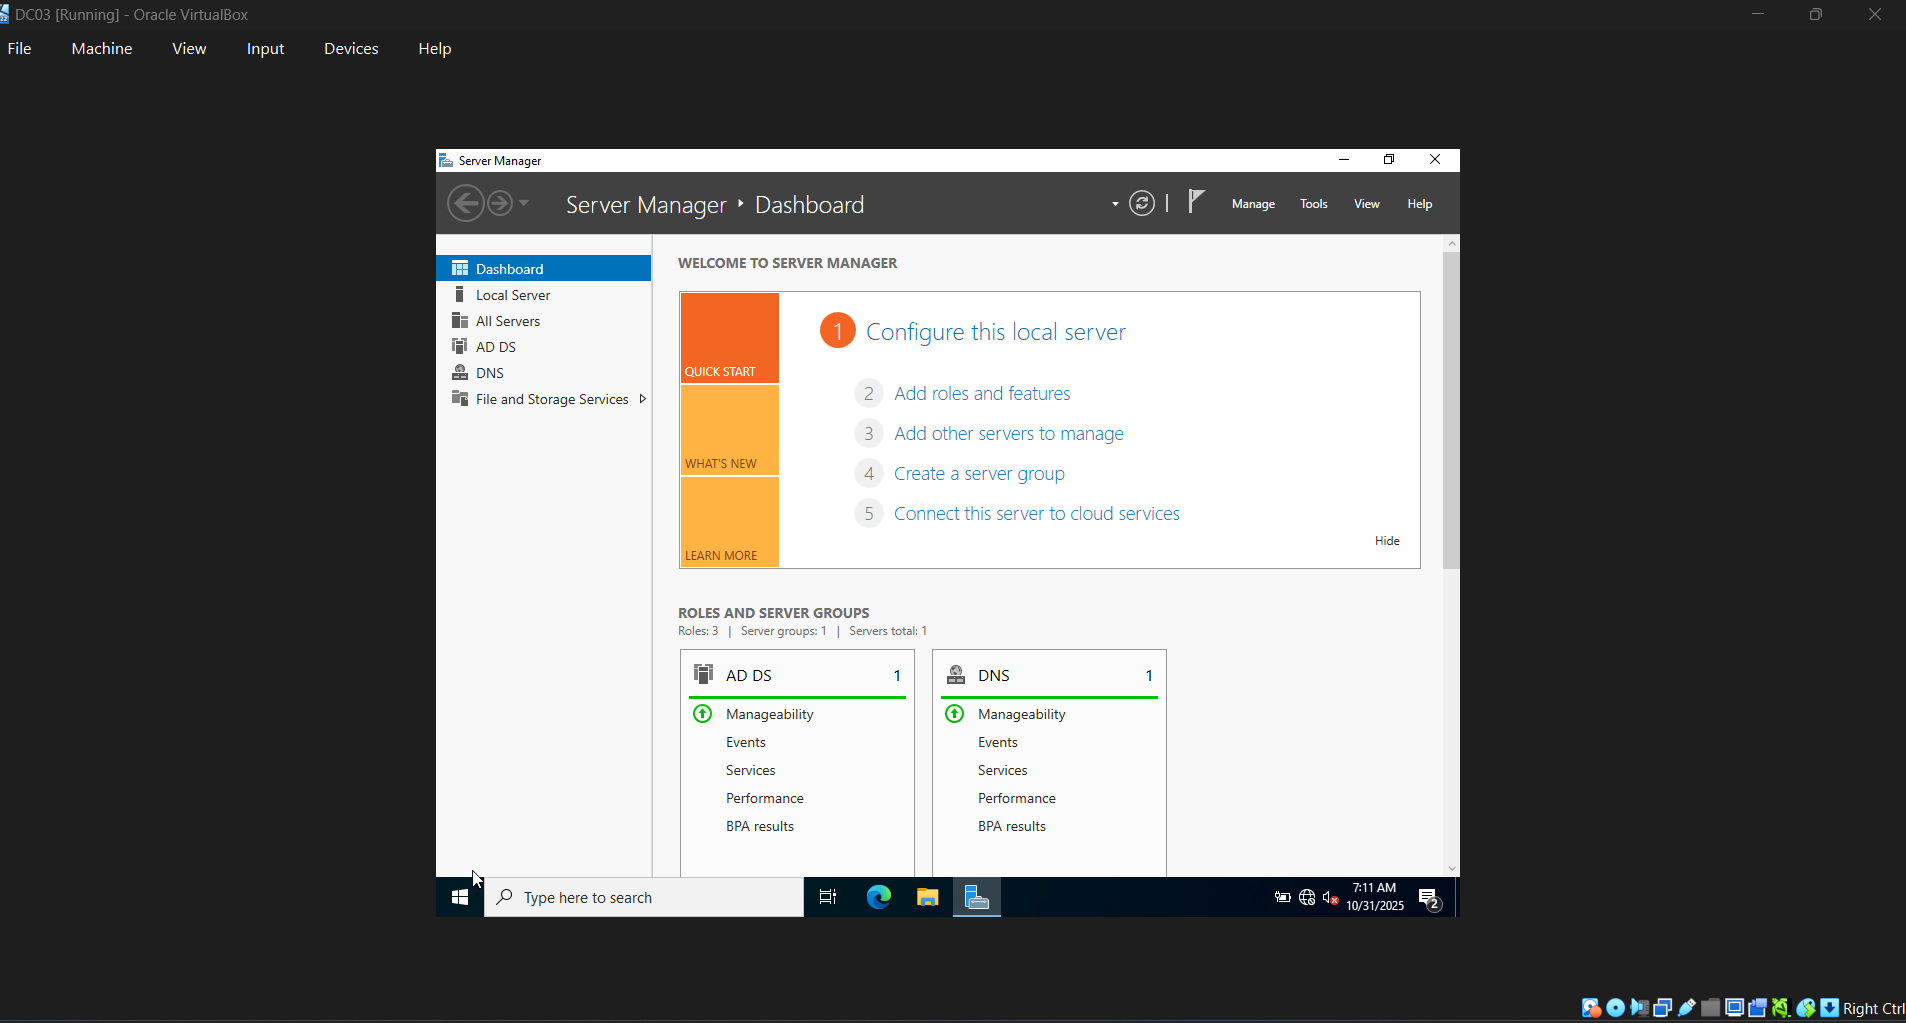 DC03 [Running] - Oracle VirtualBox
File Machine View Input Devices Help
Server Manager
Server Manager Dashboard
Manage Tools View Help
Dashboard
Local Server
All Servers
AD DS
DNS
File and Storage Services
WELCOME TO SERVER MANAGER
QUICK START
WHAT'S NEW
LEARN MORE
1 Configure this local server
2 Add roles and features
3 Add other servers to manage
4 Create a server group
5 Connect this server to cloud services
Hide
ROLES AND SERVER GROUPS
Roles: 3 | Server groups: 1 | Servers total: 1
AD DS 1
Manageability
Events
Services
Performance
BPA results
DNS 1
Manageability
Events
Services
Performance
BPA results
Type here to search
7:11 AM
10/31/2025
2
Right Ctrl